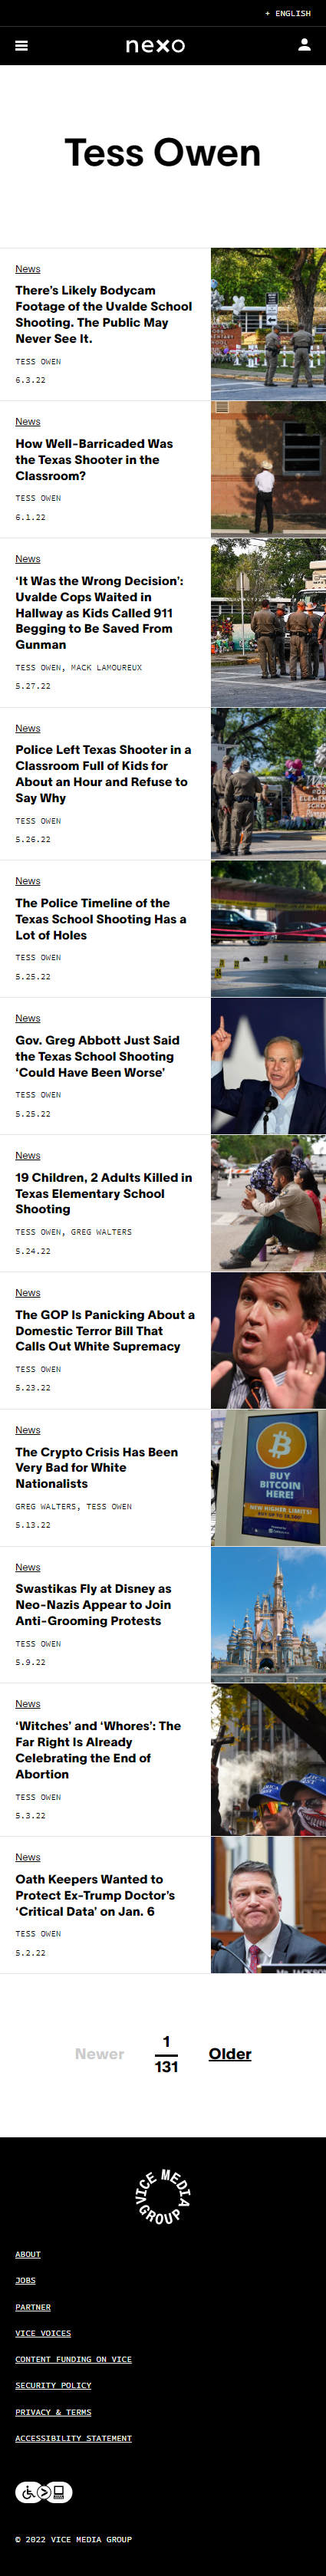 + ENGLISH
nexo
Tess Owen
News
There’s Likely Bodycam
Footage of the Uvalde School
Shooting. The Public May
Never See It.
TESS OWEN
6.3.22
News
How Well-Barricaded Was
the Texas Shooter in the
Classroom?
TESS OWEN
6.1.22
News
‘It Was the Wrong Decision’:
Uvalde Cops Waited in
Hallway as Kids Called 911
Begging to Be Saved From
Gunman
TESS OWEN, MACK LAMOUREUX
5.27.22
News
Police Left Texas Shooter in a
Classroom Full of Kids for
About an Hour and Refuse to
Say Why
TESS OWEN
5.26.22
News
The Police Timeline of the
Texas School Shooting Has a
Lot of Holes
TESS OWEN
5.25.22
News
Gov. Greg Abbott Just Said
the Texas School Shooting
‘Could Have Been Worse’
TESS OWEN
5.25.22
News
19 Children, 2 Adults Killed in
Texas Elementary School
Shooting
TESS OWEN, GREG WALTERS
5.24.22
News
The GOP Is Panicking About a
Domestic Terror Bill That
Calls Out White Supremacy
TESS OWEN
5.23.22
News
The Crypto Crisis Has Been
Very Bad for White
Nationalists
GREG WALTERS, TESS OWEN
5.13.22
BUY
BITCOIN
HERE!
NEW HIGHER LIMITS!
News
Swastikas Fly at Disney as
Neo-Nazis Appear to Join
Anti-Grooming Protests
TESS OWEN
5.9.22
News
‘Witches’ and ‘Whores’: The
Far Right Is Already
Celebrating the End of
Abortion
TESS OWEN
5.3.22
News
Oath Keepers Wanted to
Protect Ex-Trump Doctor’s
‘Critical Data’ on Jan. 6
TESS OWEN
5.2.22
Newer
1
131
Older
VICE MEDIA GROUP
ABOUT
JOBS
PARTNER
VICE VOICES
CONTENT FUNDING ON VICE
SECURITY POLICY
PRIVACY & TERMS
ACCESSIBILITY STATEMENT
© 2022 VICE MEDIA GROUP